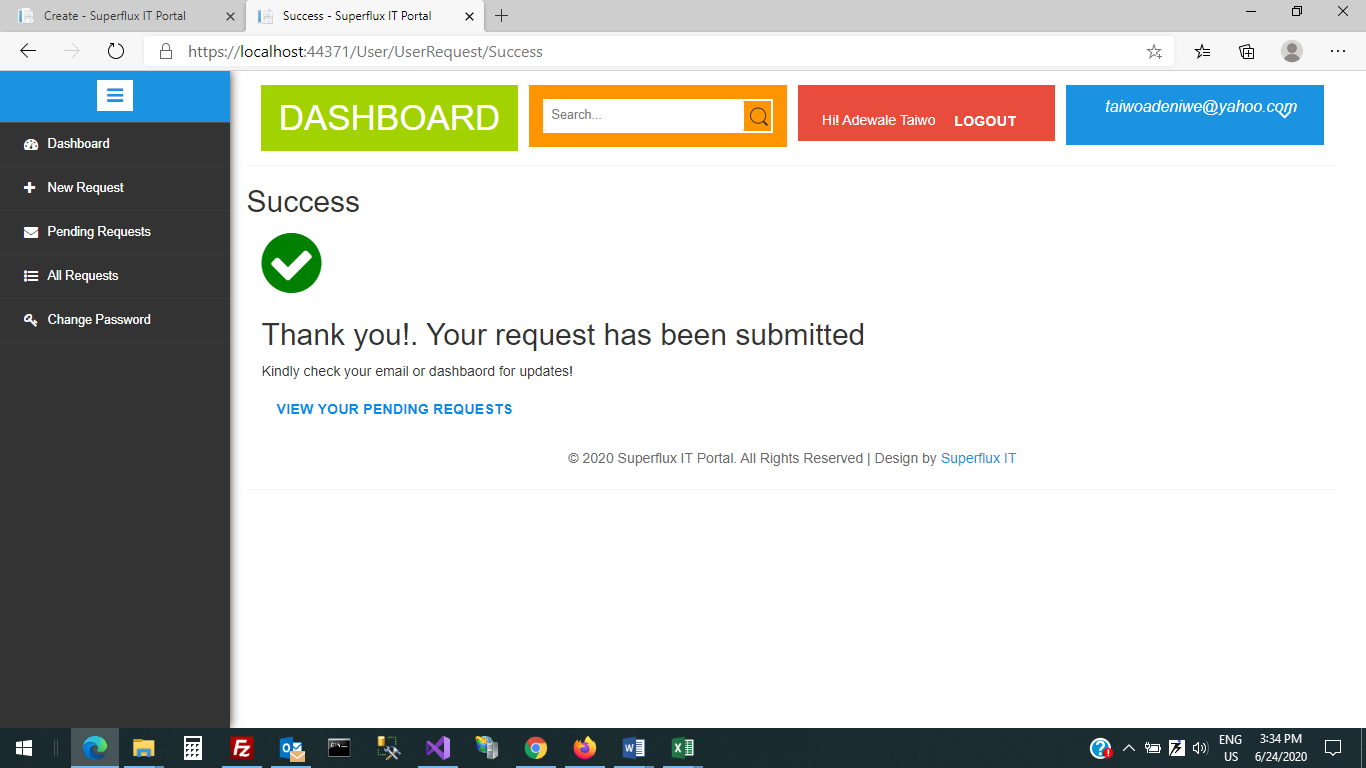 Create - Superflux IT Portal
Success - Superflux IT Portal
https://localhost:44371/User/UserRequest/Success
DASHBOARD
Search...
Hi! Adewale Taiwo LOGOUT
taiwoadeniwe@yahoo.com
Dashboard
New Request
Pending Requests
All Requests
Change Password
Success
Thank you!. Your request has been submitted
Kindly check your email or dashbaord for updates!
VIEW YOUR PENDING REQUESTS
© 2020 Superflux IT Portal. All Rights Reserved | Design by Superflux IT
ENG
US
3:34 PM
6/24/2020